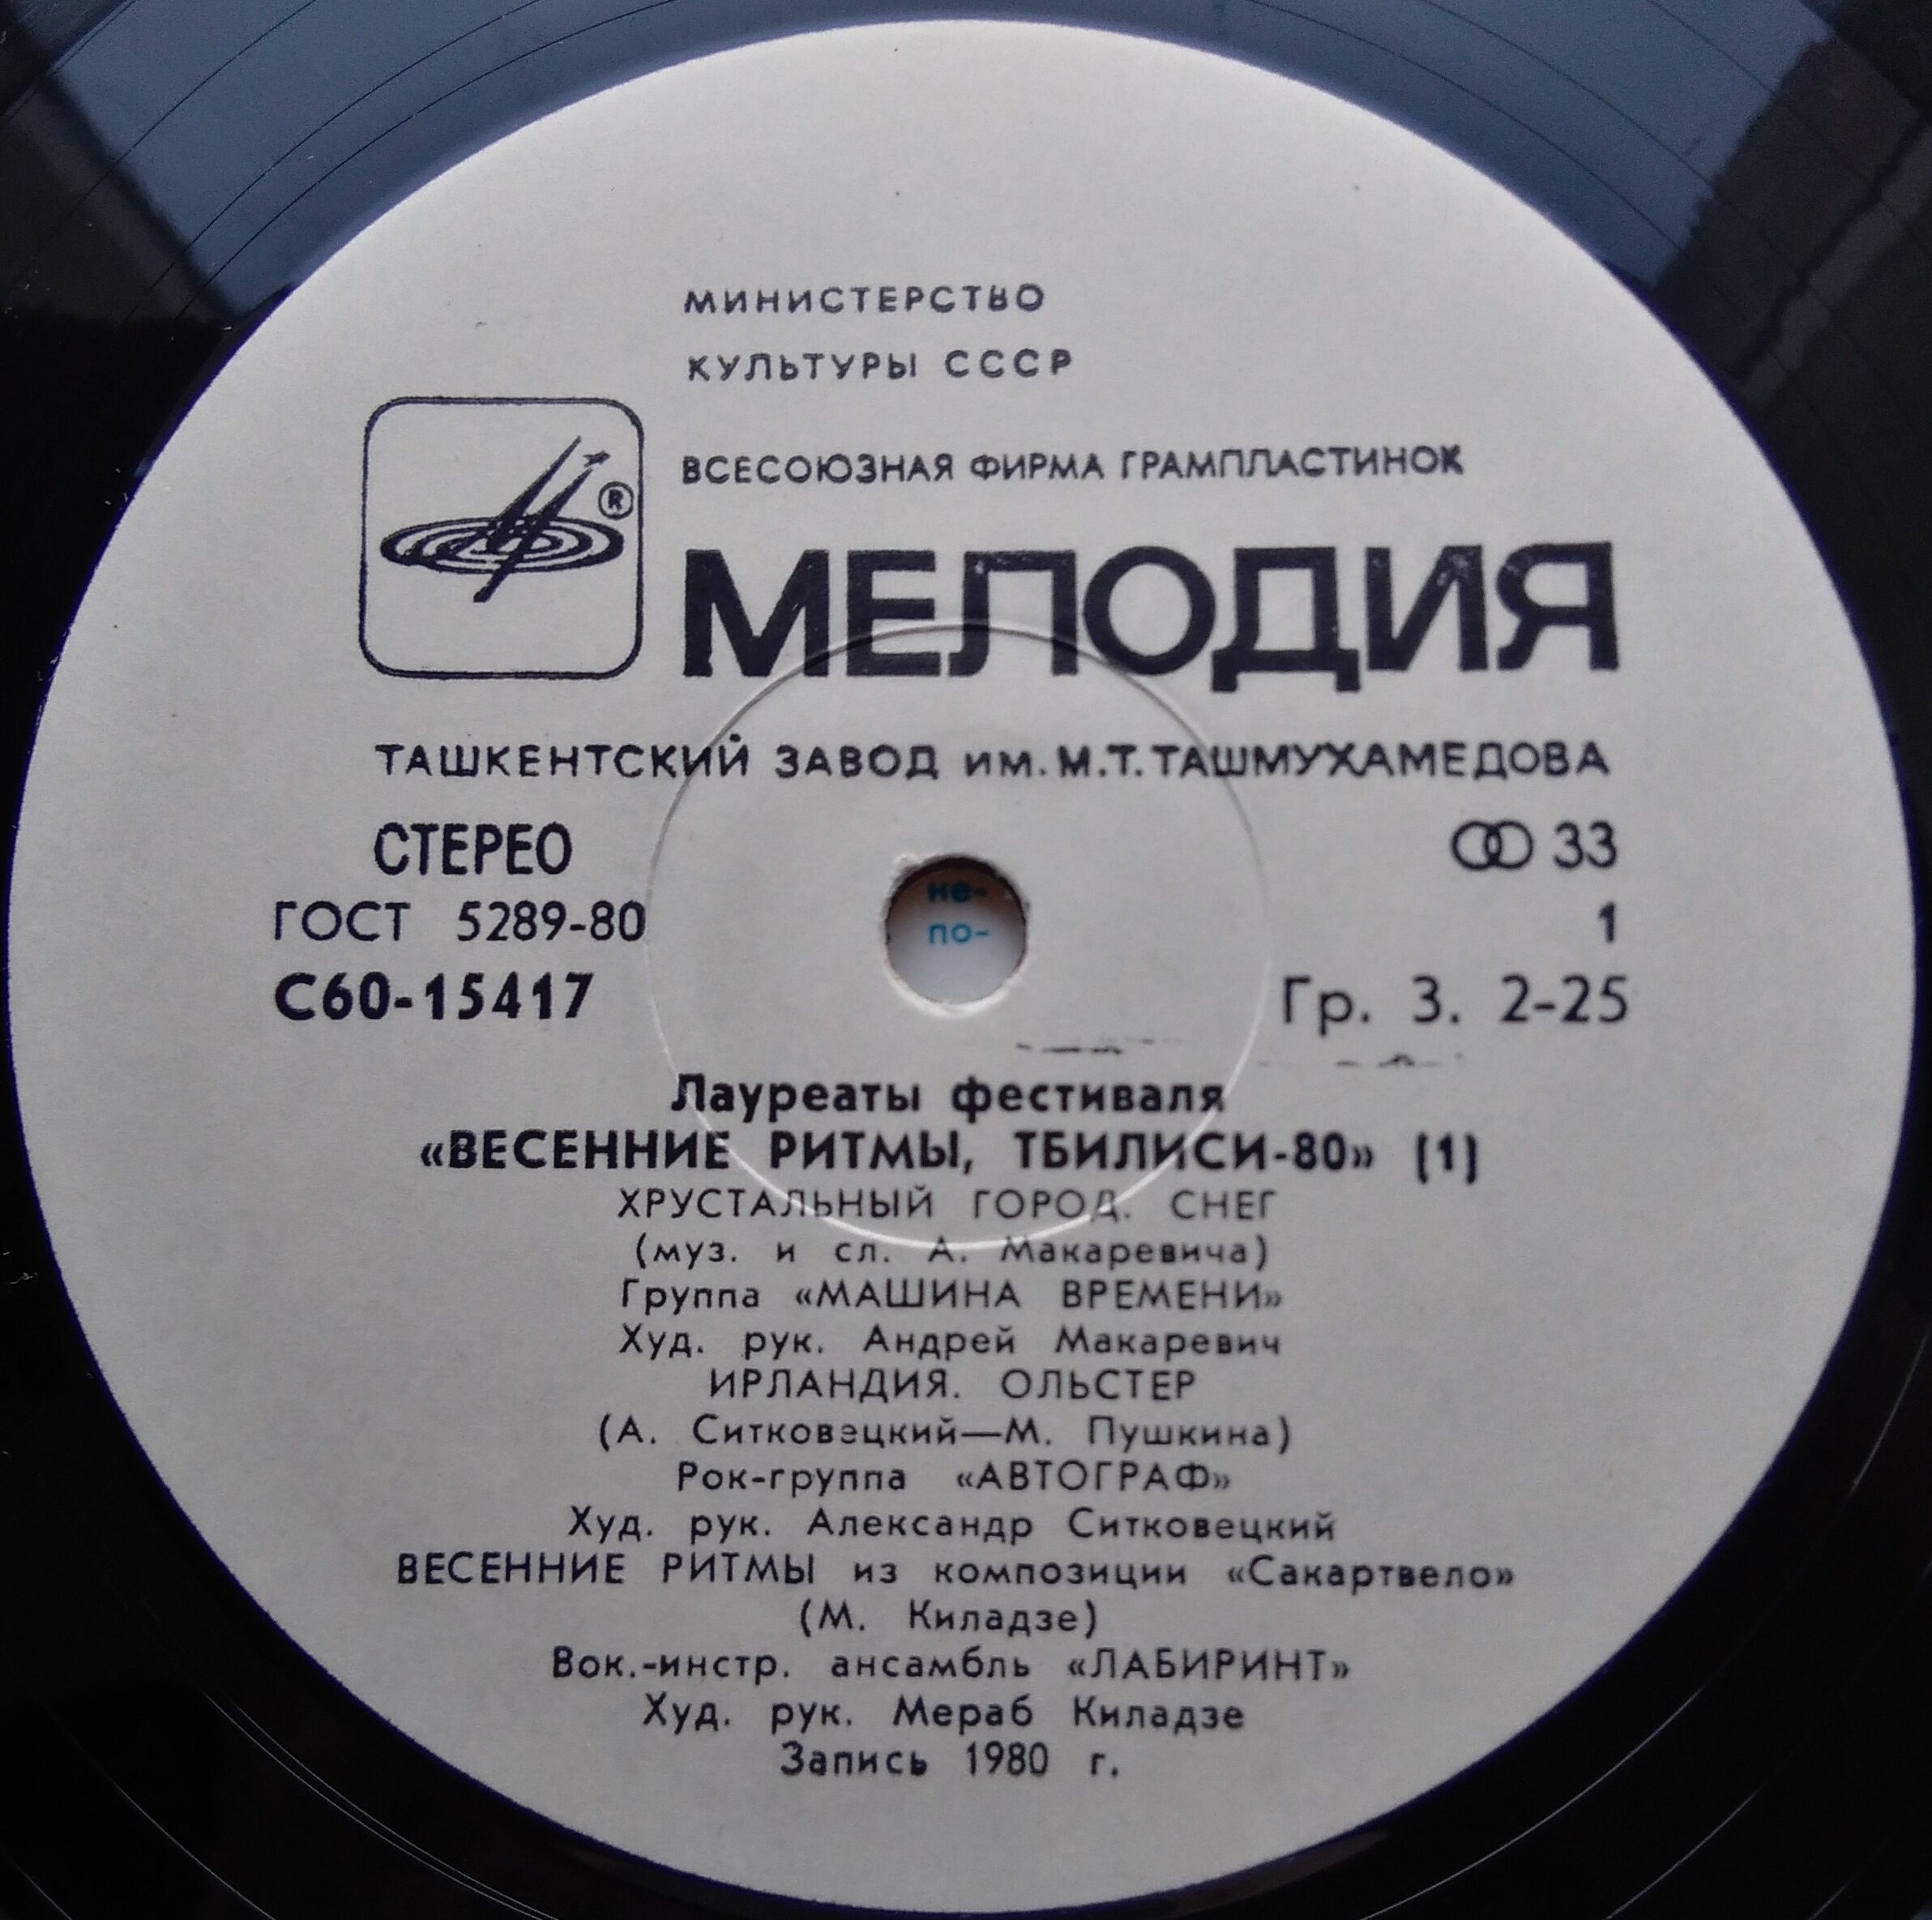 МИНИСТЕРСТВО
КУЛЬТУРЫ СССР
ВСЕСОЮЗНАЯ ФИРМА ГРАМПЛАСТИНОК
®
МЕЛОДИЯ
ТАШКЕНТСКИЙ ЗАВОД им. М.Т. ТАШМУХАМЕДОВА
СТЕРЕО 33
ГОСТ 5289-80 1
С60-15417 Гр. 3. 2-25
не-
по-
Лауреаты фестиваля
«ВЕСЕННИЕ РИТМЫ, ТБИЛИСИ-80» (1)
ХРУСТАЛЬНЫЙ ГОРОД. СНЕГ
(муз. и сл. А. Макаревича)
Группа «МАШИНА ВРЕМЕНИ»
Худ. рук. Андрей Макаревич
ИРЛАНДИЯ. ОЛЬСТЕР
(А. Ситковецкий—М. Пушкина)
Рок-группа «АВТОГРАФ»
Худ. рук. Александр Ситковецкий
ВЕСЕННИЕ РИТМЫ из композиции «Сакартвело»
(М. Киладзе)
Вок.-инстр. ансамбль «ЛАБИРИНТ»
Худ. рук. Мераб Киладзе
Запись 1980 г.